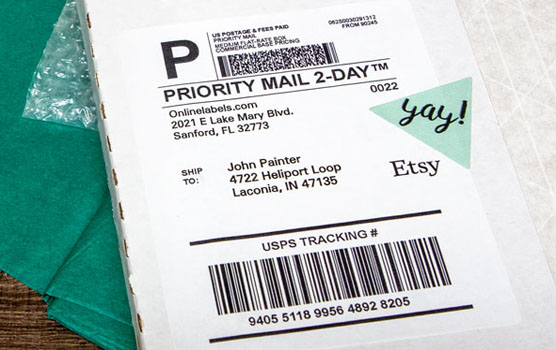 P
US POSTAGE & FEES PAID
PRIORITY MAIL
MEDIUM FLAT-RATE BOX
COMMERCIAL BASE PRICING
062S0030291312
FROM 90245
PRIORITY MAIL 2-DAY™
Onlinelabels.com
2021 E Lake Mary Blvd.
Sanford, FL 32773
0022
yay!
Etsy
SHIP
TO:
John Painter
4722 Heliport Loop
Laconia, IN 47135
USPS TRACKING #
9405 5118 9956 4892 8205